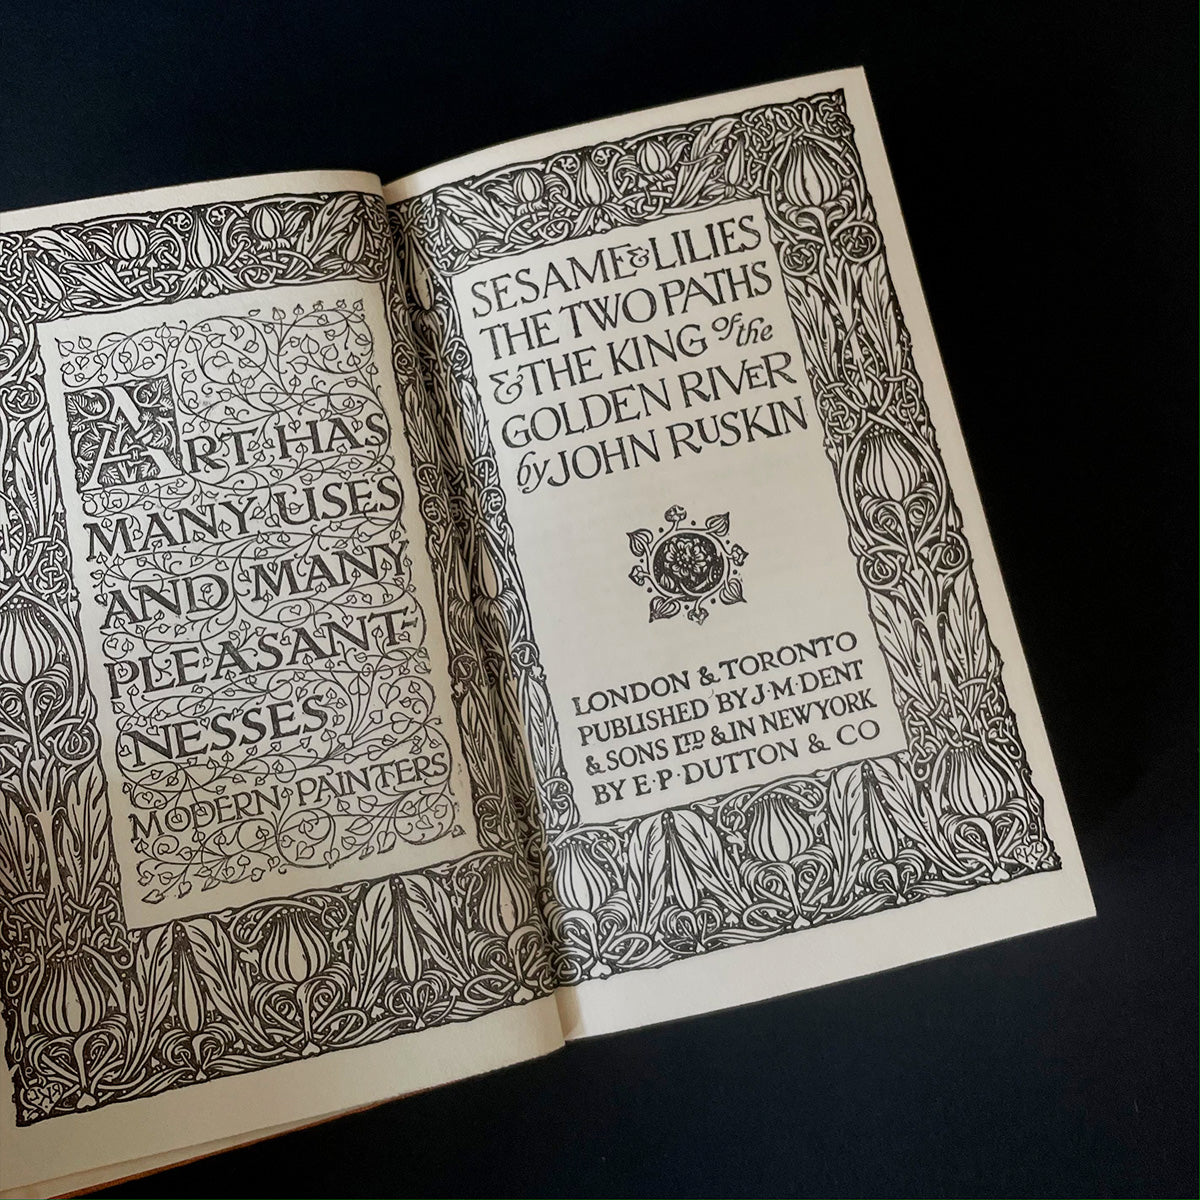 ART HAS
MANY USES
AND MANY
PLEASANT-
NESSES
MODERN PAINTERS
SESAME & LILIES
THE TWO PATHS
& THE KING of the
GOLDEN RIVER
by JOHN RUSKIN
LONDON & TORONTO
PUBLISHED BY J·M·DENT
& SONS LTD & IN NEW YORK
BY E·P·DUTTON & CO